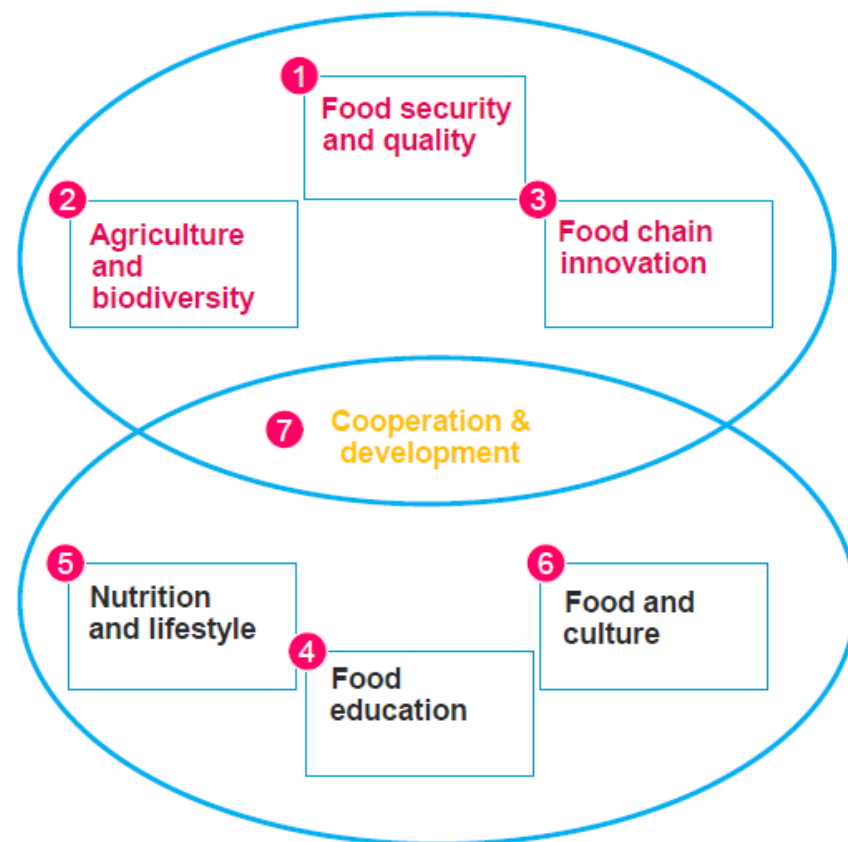 1
Food security
and quality
2
Agriculture
and
biodiversity
3
Food chain
innovation
7
Cooperation &
development
5
Nutrition
and lifestyle
4
Food
education
6
Food and
culture